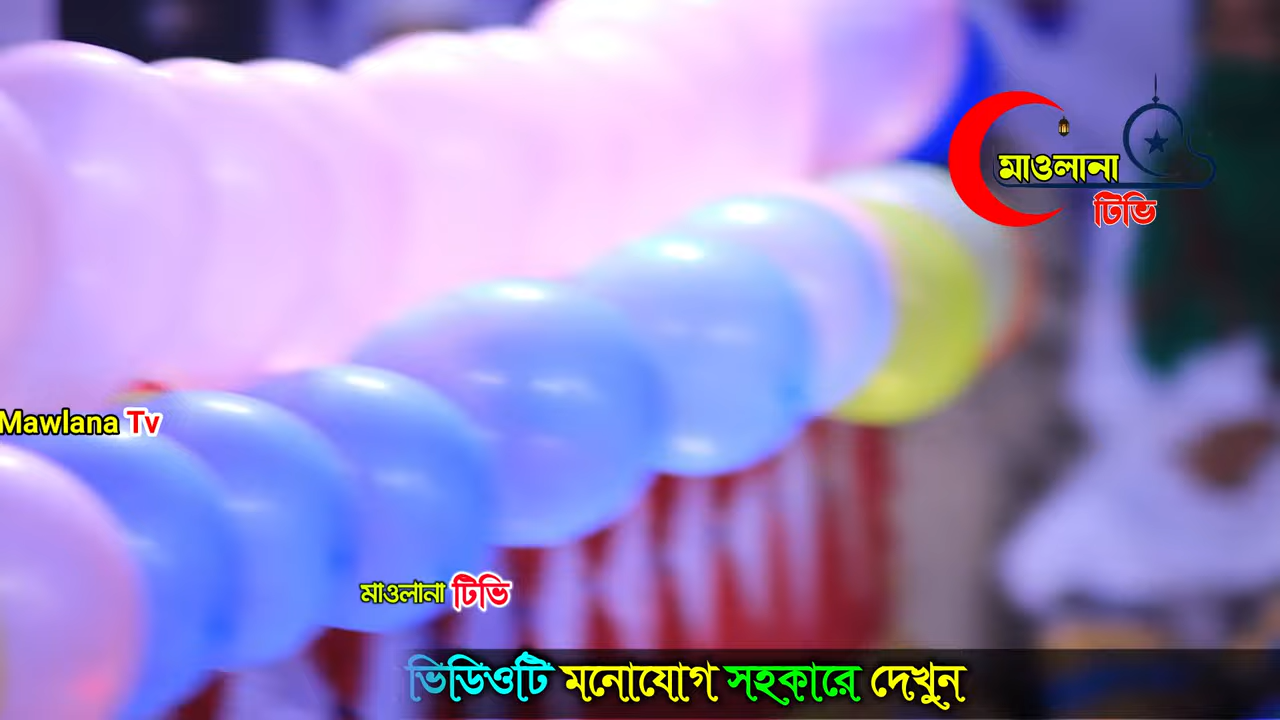 মাওলানা
টিভি
Mawlana Tv
মাওলানা টিভি
ভিডিওটি মনোযোগ সহকারে দেখুন